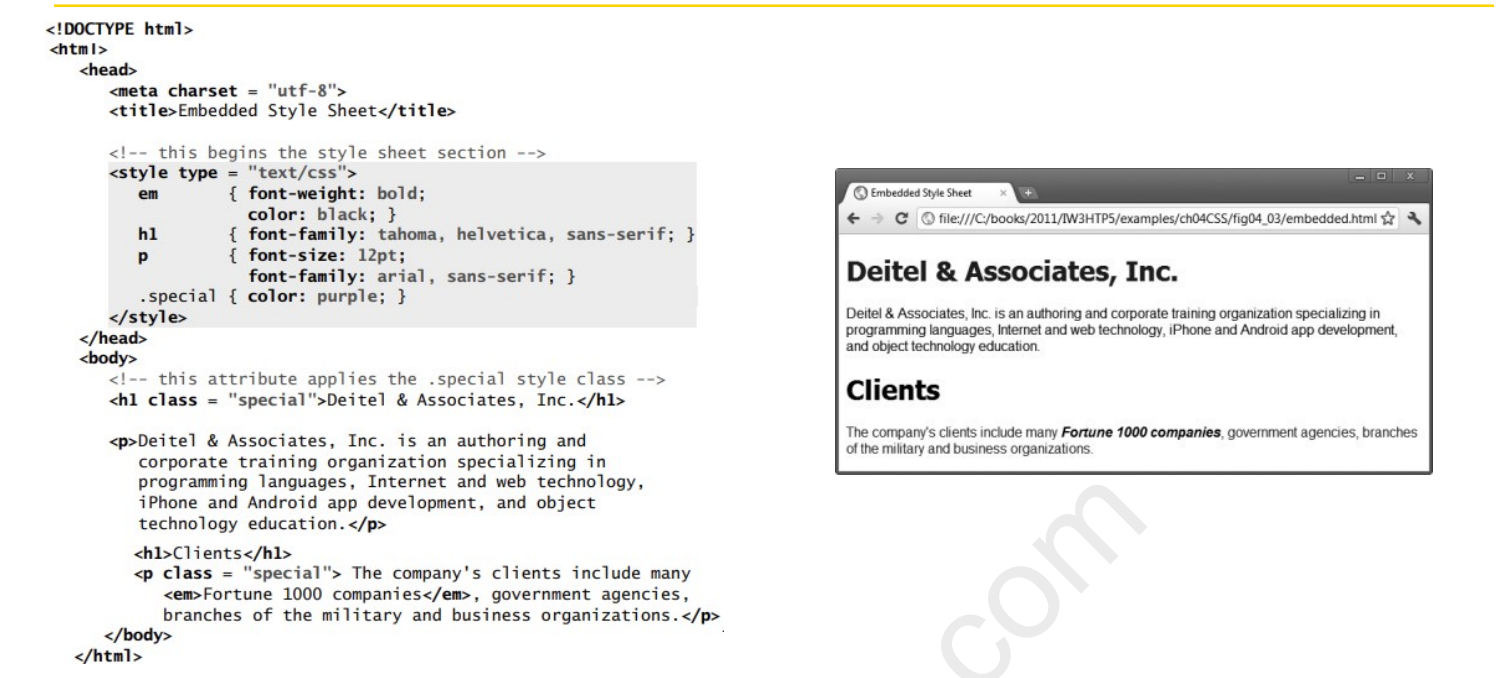 <!DOCTYPE html>
<html>
<head>
<meta charset = "utf-8">
<title>Embedded Style Sheet</title>
<!-- this begins the style sheet section -->
<style type = "text/css">
em { font-weight: bold;
color: black; }
h1 { font-family: tahoma, helvetica, sans-serif; }
p { font-size: 12pt;
font-family: arial, sans-serif; }
.special { color: purple; }
</style>
</head>
<body>
<!-- this attribute applies the .special style class -->
<h1 class = "special">Deitel & Associates, Inc.</h1>
<p>Deitel & Associates, Inc. is an authoring and
corporate training organization specializing in
programming languages, Internet and web technology,
iPhone and Android app development, and object
technology education.</p>
<h1>Clients</h1>
<p class = "special"> The company's clients include many
<em>Fortune 1000 companies</em>, government agencies,
branches of the military and business organizations.</p>
</body>
</html>
Embedded Style Sheet
file:///C:/books/2011/IW3HTP5/examples/ch04CSS/fig04_03/embedded.html
Deitel & Associates, Inc.
Deitel & Associates, Inc. is an authoring and corporate training organization specializing in
programming languages, Internet and web technology, iPhone and Android app development,
and object technology education.
Clients
The company's clients include many Fortune 1000 companies, government agencies, branches
of the military and business organizations.
com